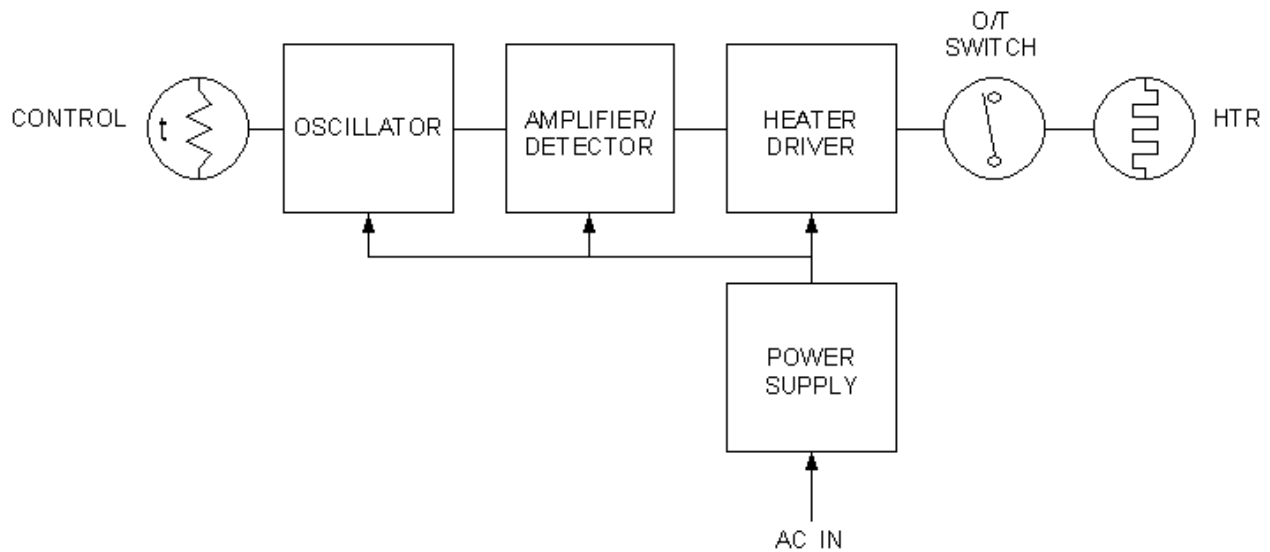 O/T
SWITCH
CONTROL
t
OSCILLATOR
AMPLIFIER/
DETECTOR
HEATER
DRIVER
HTR
POWER
SUPPLY
AC IN